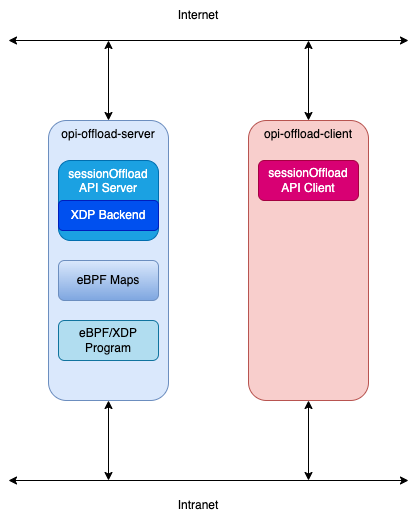 Internet
opi-offload-server
opi-offload-client
sessionOffload
API Server
sessionOffload
API Client
XDP Backend
eBPF Maps
eBPF/XDP
Program
Intranet